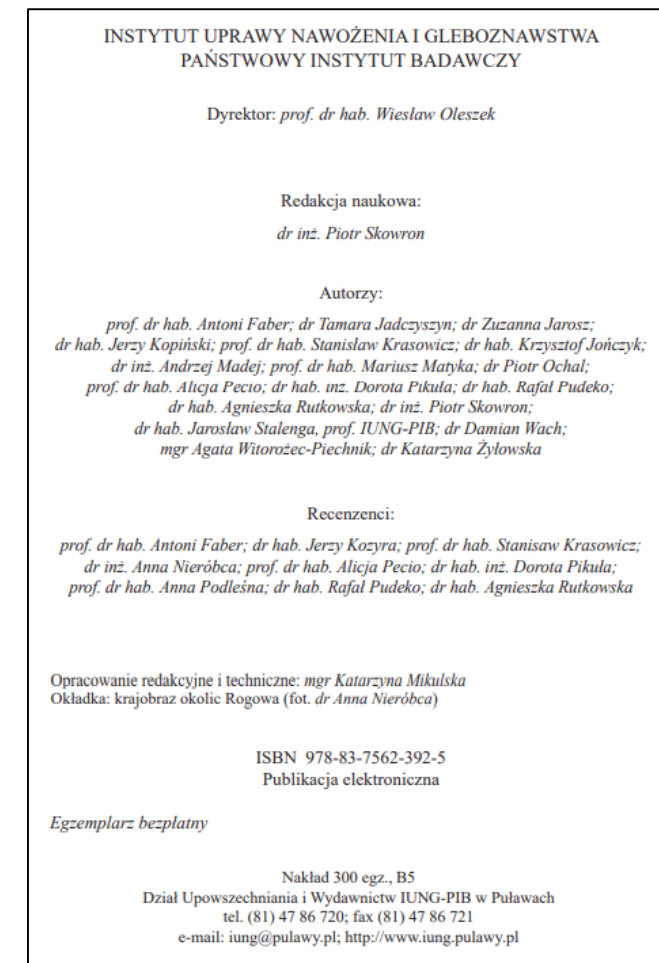 INSTYTUT UPRAWY NAWOŻENIA I GLEBOZNAWSTWA
PAŃSTWOWY INSTYTUT BADAWCZY
Dyrektor: prof. dr hab. Wiesław Oleszek
Redakcja naukowa:
dr inż. Piotr Skowron
Autorzy:
prof. dr hab. Antoni Faber; dr Tamara Jadczyszyn; dr Zuzanna Jarosz;
dr hab. Jerzy Kopiński; prof. dr hab. Stanisław Krasowicz; dr hab. Krzysztof Jończyk;
dr inż. Andrzej Madej; prof. dr hab. Mariusz Matyka; dr Piotr Ochal;
prof. dr hab. Alicja Pecio; dr hab. inż. Dorota Pikuła; dr hab. Rafał Pudeko;
dr hab. Agnieszka Rutkowska; dr inż. Piotr Skowron;
dr hab. Jarosław Stalenga, prof. IUNG-PIB; dr Damian Wach;
mgr Agata Witorożec-Piechnik; dr Katarzyna Żyłowska
Recenzenci:
prof. dr hab. Antoni Faber; dr hab. Jerzy Kozyra; prof. dr hab. Stanisaw Krasowicz;
dr inż. Anna Nieróbca; prof. dr hab. Alicja Pecio; dr hab. inż. Dorota Pikuła;
prof. dr hab. Anna Podleśna; dr hab. Rafał Pudeko; dr hab. Agnieszka Rutkowska
Opracowanie redakcyjne i techniczne: mgr Katarzyna Mikulska
Okładka: krajobraz okolic Rogowa (fot. dr Anna Nieróbca)
ISBN 978-83-7562-392-5
Publikacja elektroniczna
Egzemplarz bezpłatny
Nakład 300 egz., B5
Dział Upowszechniania i Wydawnictw IUNG-PIB w Puławach
tel. (81) 47 86 720; fax (81) 47 86 721
e-mail: iung@pulawy.pl; http://www.iung.pulawy.pl